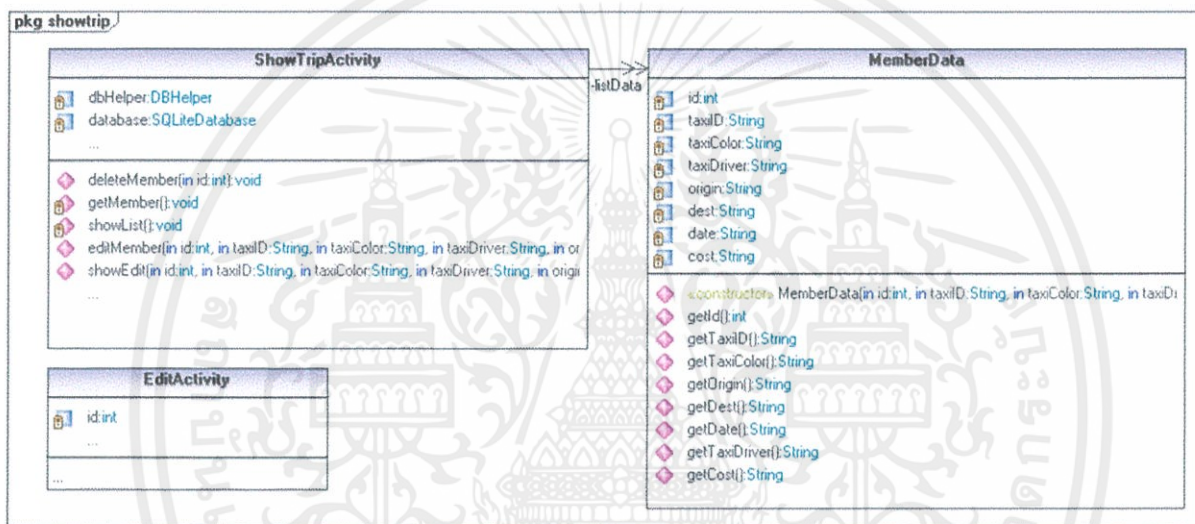 pkg showtrip
ShowTripActivity
dbHelper:DBHelper
database:SQLiteDatabase
...
deleteMember(in id:int):void
getMember():void
showList():void
editMember(in id:int, in taxiID:String, in taxiColor:String, in taxiDriver:String, in or
showEdit(in id:int, in taxiID:String, in taxiColor:String, in taxiDriver:String, in origin
...
-listData
MemberData
id:int
taxiID:String
taxiColor:String
taxiDriver:String
origin:String
dest:String
date:String
cost:String
«constructor» MemberData(in id:int, in taxiID:String, in taxiColor:String, in taxiDr
getId():int
getTaxiID():String
getTaxiColor():String
getOrigin():String
getDest():String
getDate():String
getTaxiDriver():String
getCost():String
EditActivity
id:int
...
...